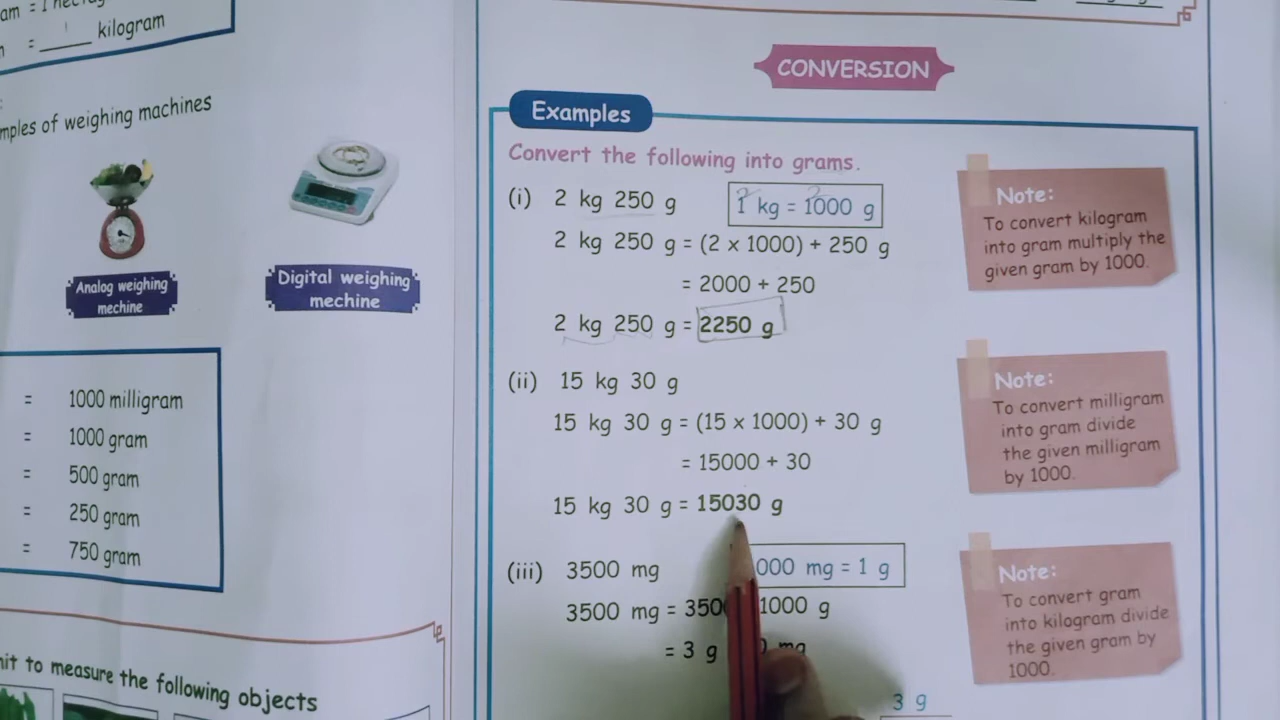 kilogram
= ____ kilogram
mples of weighing machines
Analog weighing
mechine
Digital weighing
mechine
= 1000 milligram
= 1000 gram
= 500 gram
= 250 gram
= 750 gram
nit to measure the following objects
CONVERSION
Examples
Convert the following into grams.
(i) 2 kg 250 g
1 kg = 1000 g
2 kg 250 g = (2 x 1000) + 250 g
= 2000 + 250
2 kg 250 g = 2250 g
(ii) 15 kg 30 g
15 kg 30 g = (15 x 1000) + 30 g
= 15000 + 30
15 kg 30 g = 15030 g
(iii) 3500 mg
000 mg = 1 g
3500 mg = 350 1000 g
= 3 g 0 mg
3 g
Note:
To convert kilogram
into gram multiply the
given gram by 1000.
Note:
To convert milligram
into gram divide
the given milligram
by 1000.
Note:
To convert gram
into kilogram divide
the given gram by
1000.